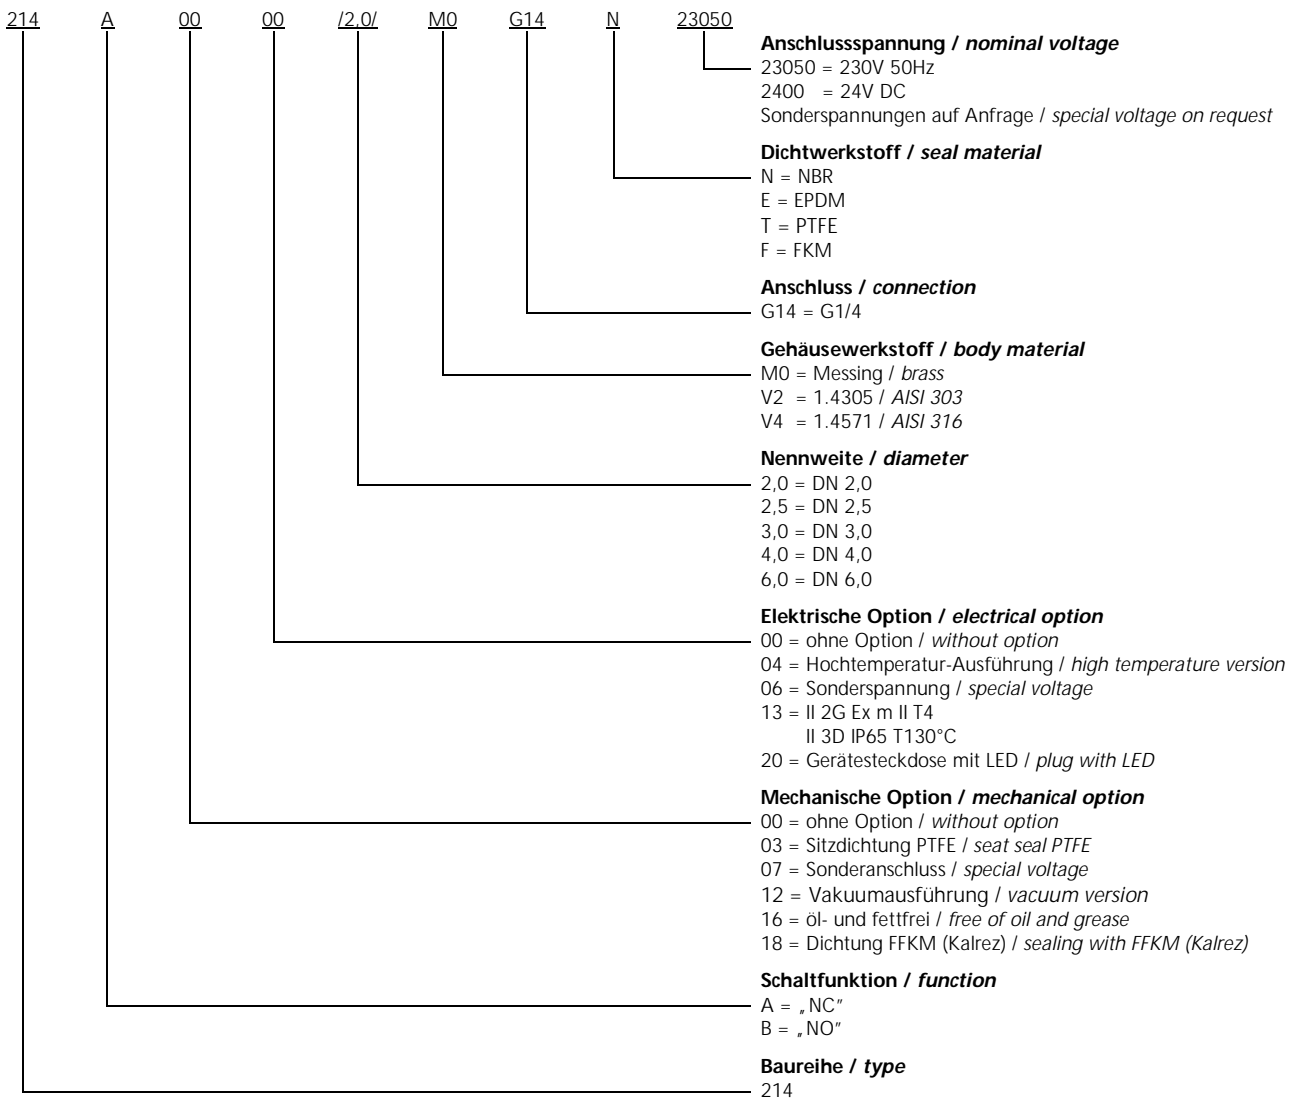 214 A 00 00 /2,0/ M0 G14 N 23050
Anschlussspannung / nominal voltage
23050 = 230V 50Hz
2400 = 24V DC
Sonderspannungen auf Anfrage / special voltage on request
Dichtwerkstoff / seal material
N = NBR
E = EPDM
T = PTFE
F = FKM
Anschluss / connection
G14 = G1/4
Gehäusewerkstoff / body material
M0 = Messing / brass
V2 = 1.4305 / AISI 303
V4 = 1.4571 / AISI 316
Nennweite / diameter
2,0 = DN 2,0
2,5 = DN 2,5
3,0 = DN 3,0
4,0 = DN 4,0
6,0 = DN 6,0
Elektrische Option / electrical option
00 = ohne Option / without option
04 = Hochtemperatur-Ausführung / high temperature version
06 = Sonderspannung / special voltage
13 = II 2G Ex m II T4
II 3D IP65 T130°C
20 = Gerätesteckdose mit LED / plug with LED
Mechanische Option / mechanical option
00 = ohne Option / without option
03 = Sitzdichtung PTFE / seat seal PTFE
07 = Sonderanschluss / special voltage
12 = Vakuumausführung / vacuum version
16 = öl- und fettfrei / free of oil and grease
18 = Dichtung FFKM (Kalrez) / sealing with FFKM (Kalrez)
Schaltfunktion / function
A = „NC"
B = „NO"
Baureihe / type
214